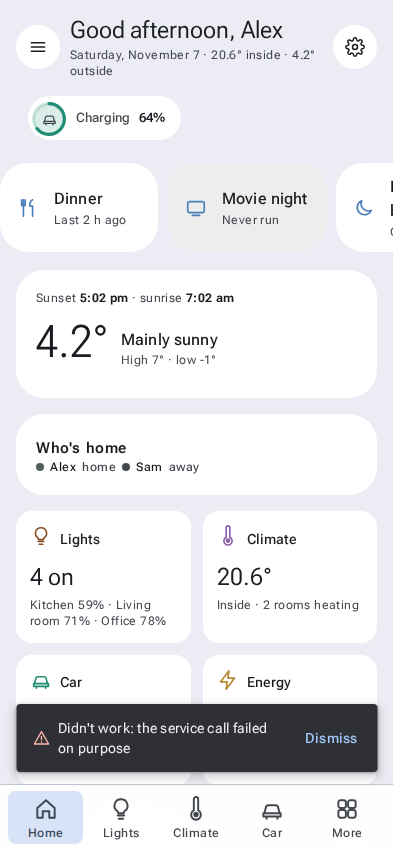 Good afternoon, Alex
Saturday, November 7 · 20.6° inside · 4.2°
outside
Charging 64%
Dinner
Last 2 h ago
Movie night
Never run
Sunset 5:02 pm · sunrise 7:02 am
4.2°
Mainly sunny
High 7° · low -1°
Who's home
Alex home Sam away
Lights
4 on
Kitchen 59% · Living
room 71% · Office 78%
Climate
20.6°
Inside · 2 rooms heating
Car
Energy
Didn't work: the service call failed
on purpose
Dismiss
Home
Lights
Climate
Car
More